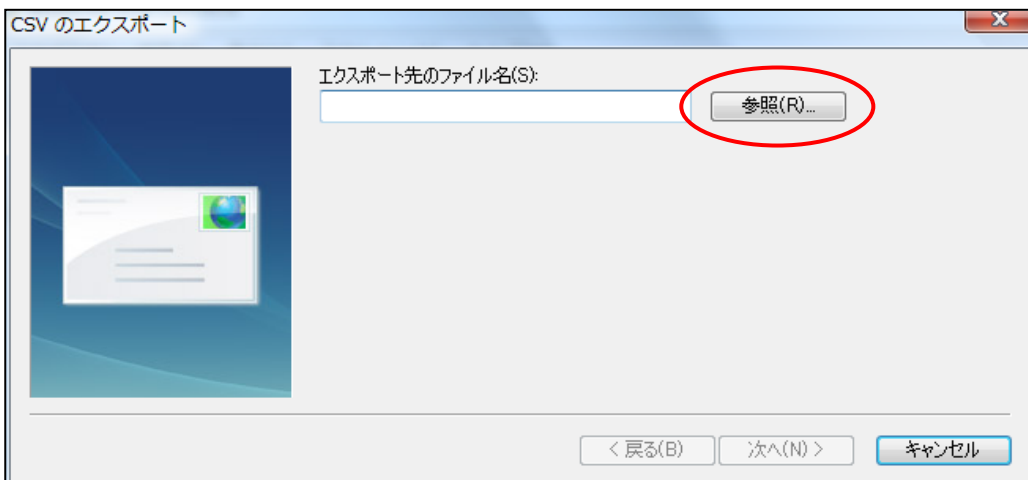 CSV のエクスポート
エクスポート先のファイル名(S):
参照(R)...
< 戻る(B)
次へ(N) >
キャンセル